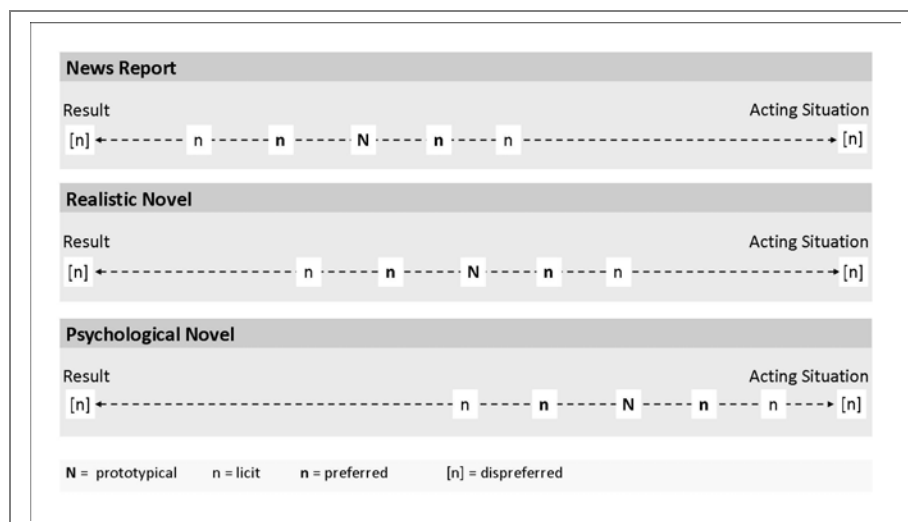 News Report
Result Acting Situation
[n] n n N n n [n]
Realistic Novel
Result Acting Situation
[n] n n N n n [n]
Psychological Novel
Result Acting Situation
[n] n n N n n [n]
N = prototypical n = licit n = preferred [n] = dispreferred